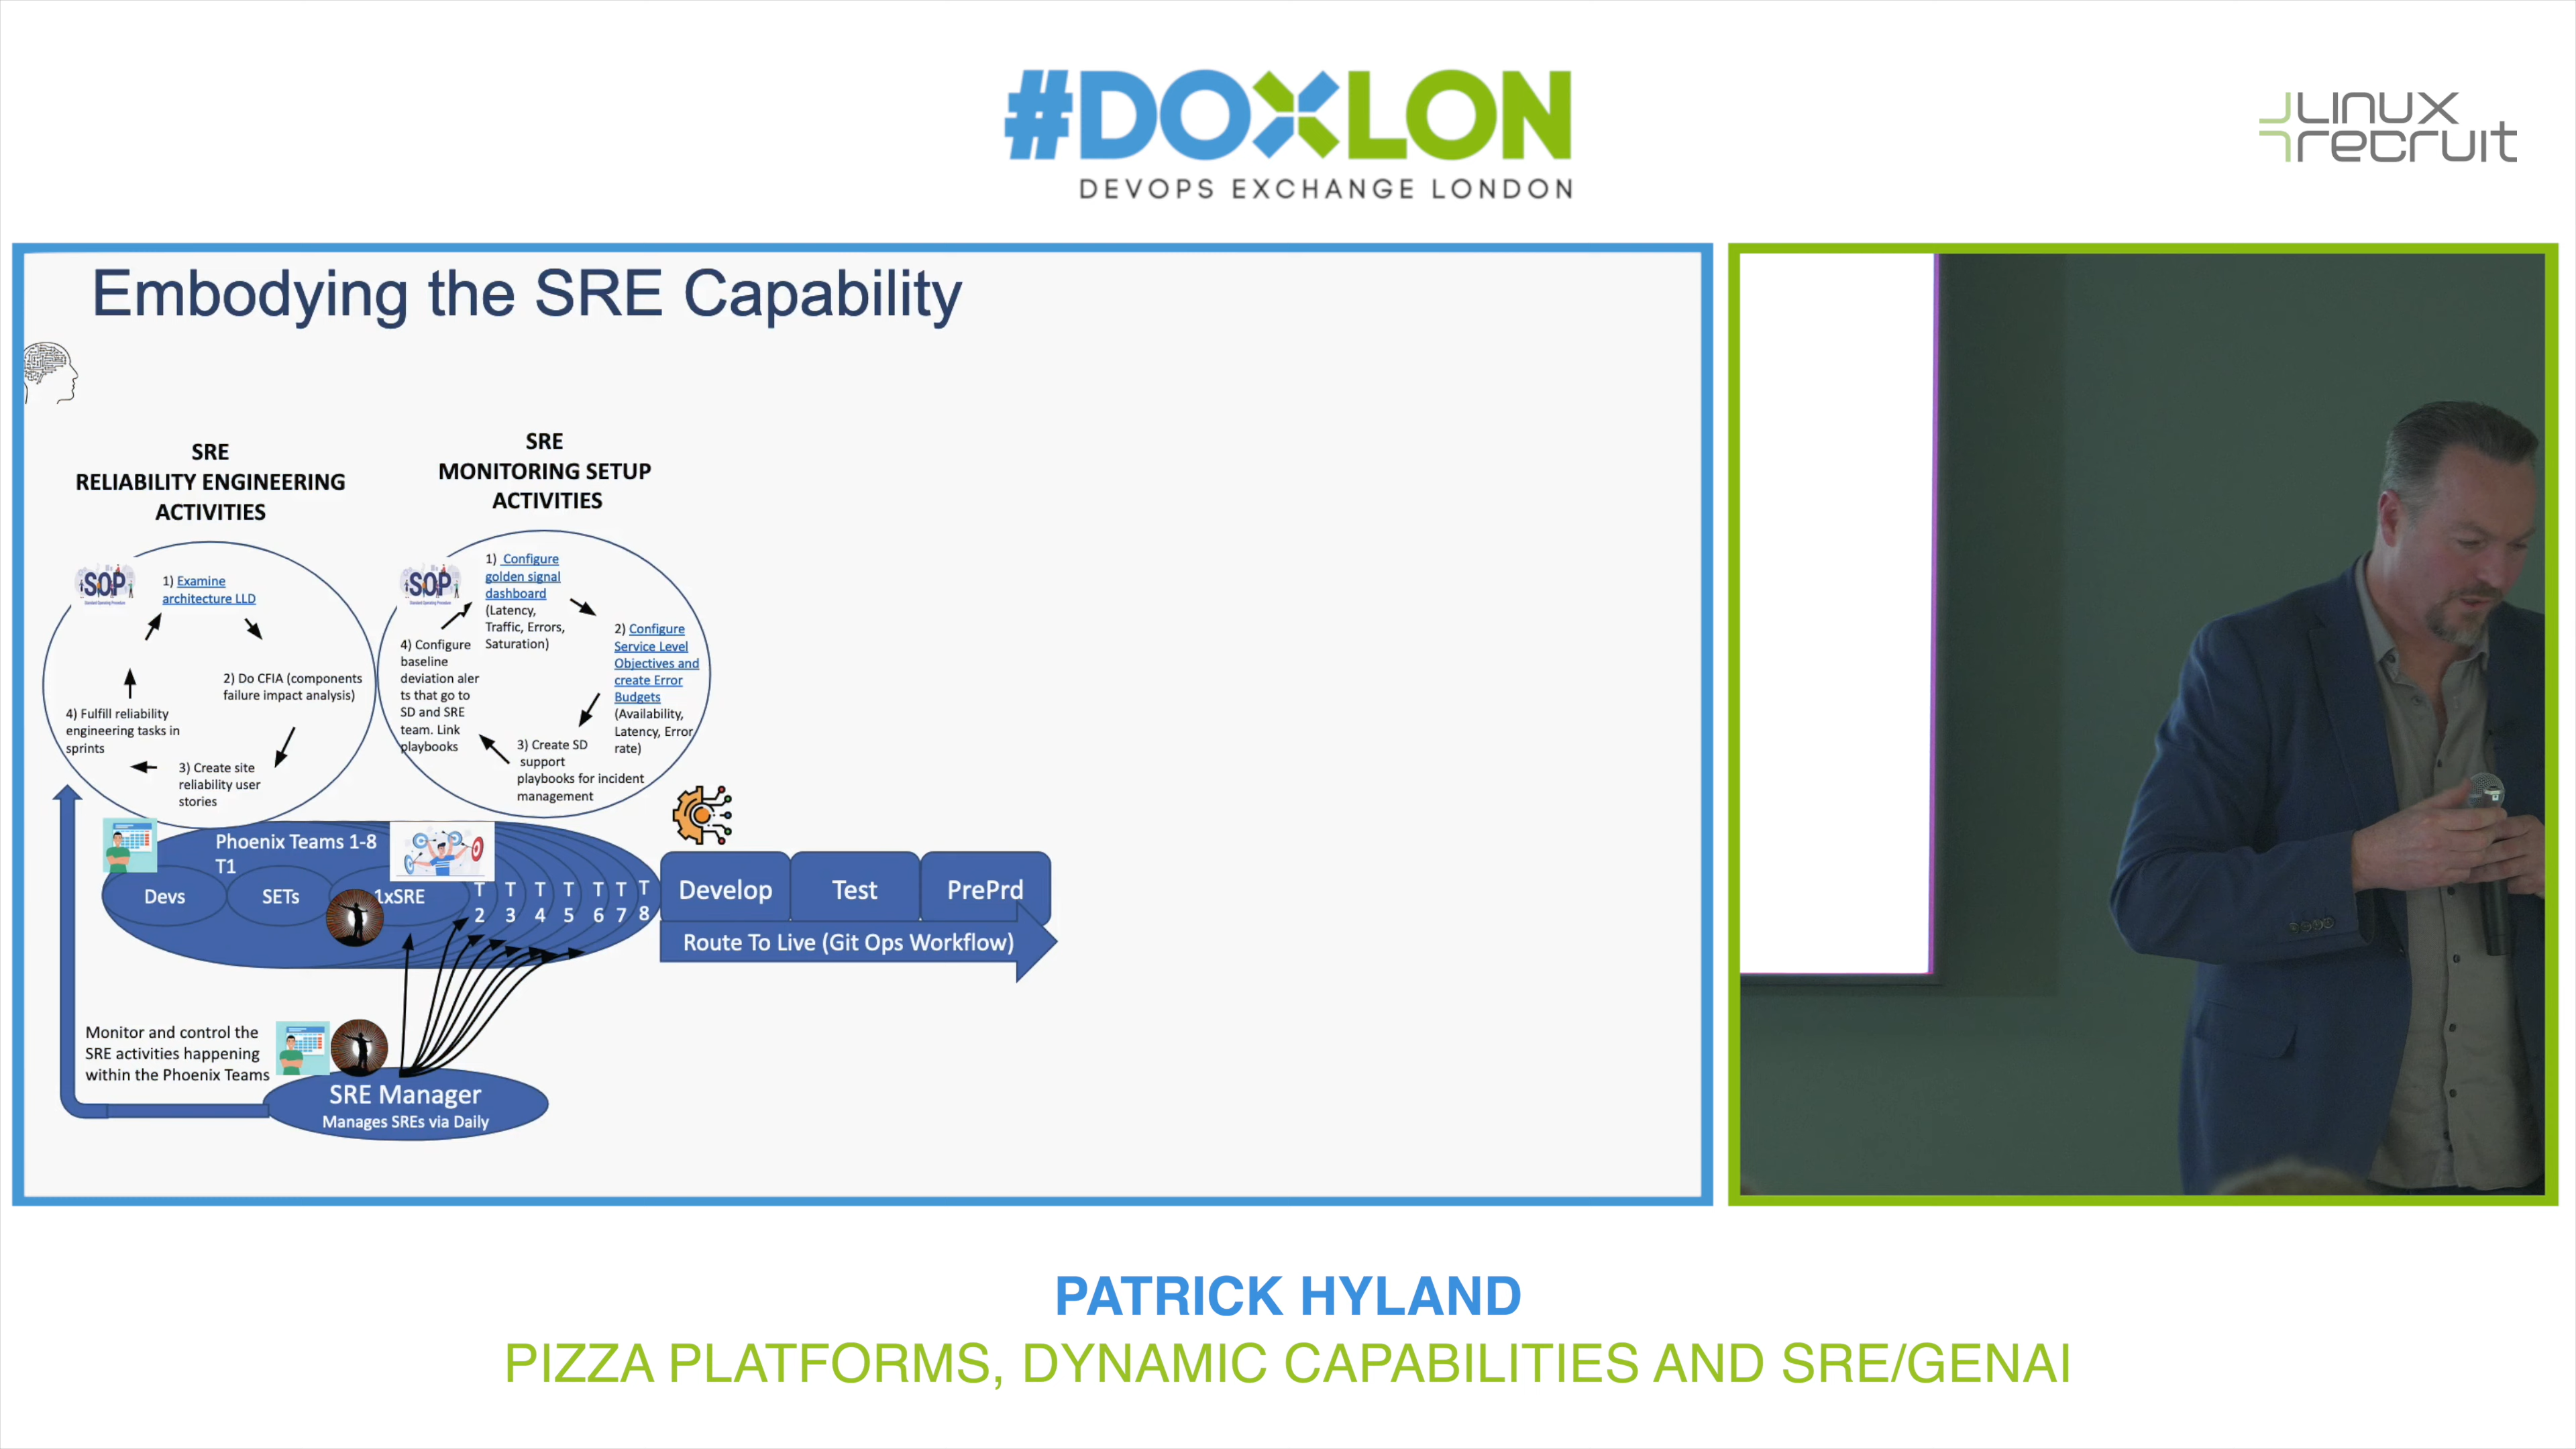 #DOXLON
DEVOPS EXCHANGE LONDON
LINUX
recruit
Embodying the SRE Capability
SRE
RELIABILITY ENGINEERING
ACTIVITIES
SOP
1) Examine
architecture LLD
2) Do CFIA (components
failure impact analysis)
3) Create site
reliability user
stories
4) Fulfill reliability
engineering tasks in
sprints
SRE
MONITORING SETUP
ACTIVITIES
SOP
1) Configure
golden signal
dashboard
(Latency,
Traffic, Errors,
Saturation)
2) Configure
Service Level
Objectives and
create Error
Budgets
(Availability,
Latency, Error
rate)
3) Create SD
support
playbooks for incident
management
4) Configure
baseline
deviation aler
ts that go to
SD and SRE
team. Link
playbooks
Phoenix Teams 1-8
T1
Devs
SETs
1xSRE
T T T T T T T
2 3 4 5 6 7 8
Develop
Test
PrePrd
Route To Live (Git Ops Workflow)
Monitor and control the
SRE activities happening
within the Phoenix Teams
SRE Manager
Manages SREs via Daily
PATRICK HYLAND
PIZZA PLATFORMS, DYNAMIC CAPABILITIES AND SRE/GENAI